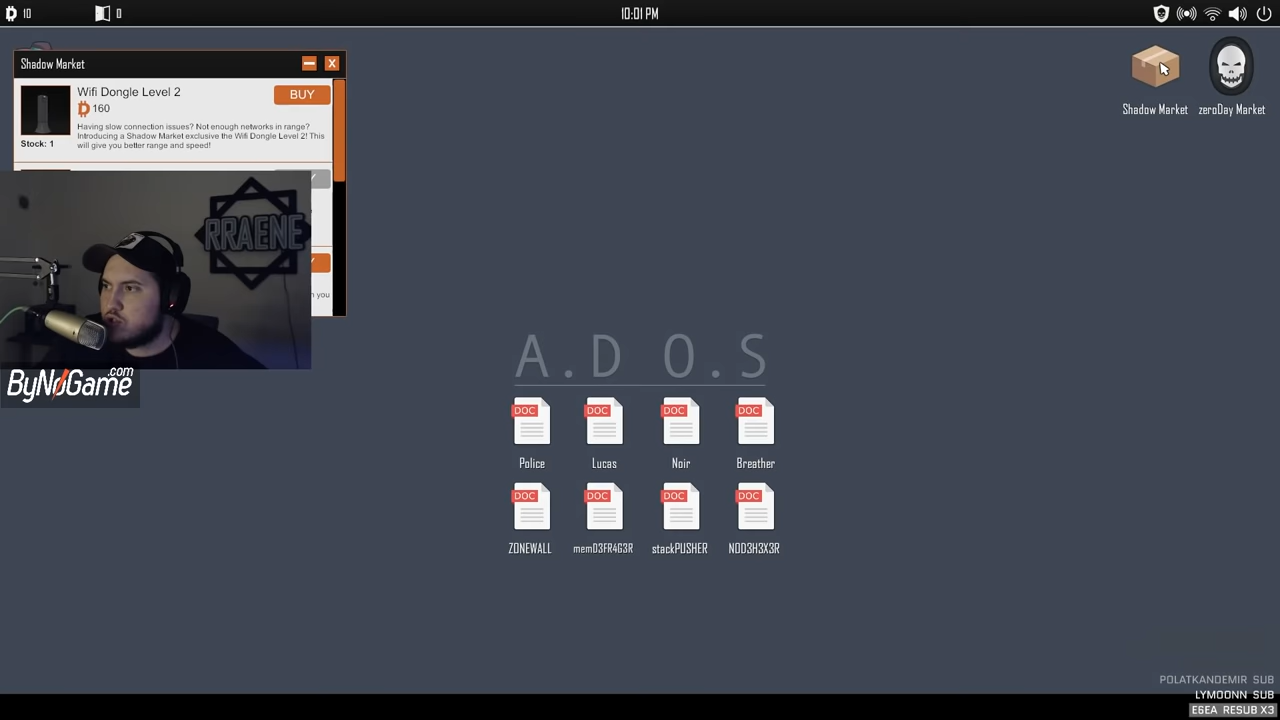 10
0
10:01 PM
Shadow Market
Wifi Dongle Level 2
160
BUY
Having slow connection issues? Not enough networks in range?
Introducing a Shadow Market exclusive the Wifi Dongle Level 2! This
will give you better range and speed!
Stock: 1
Shadow Market
zeroDay Market
RRAENE
you
ByNoGame.com
A.D O.S
DOC
DOC
DOC
DOC
Police
Lucas
Noir
Breather
DOC
DOC
DOC
DOC
ZONEWALL
memD3FR4G3R
stackPUSHER
NODЗH3X3R
POLATKANDEMIR SUB
LYMOONN SUB
E6EA RESUB X3